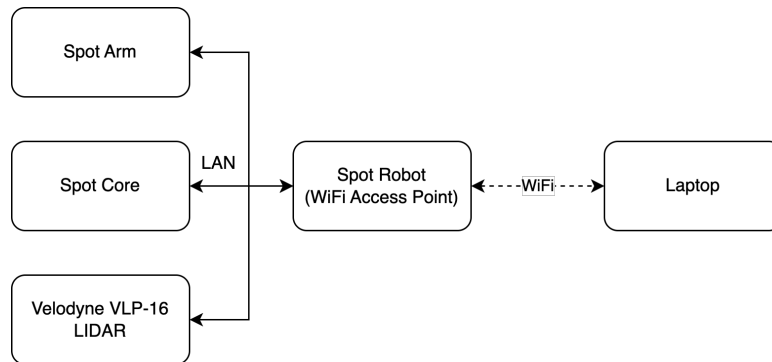 Spot Arm
Spot Core
LAN
Spot Robot
(WiFi Access Point)
WiFi
Laptop
Velodyne VLP-16
LIDAR